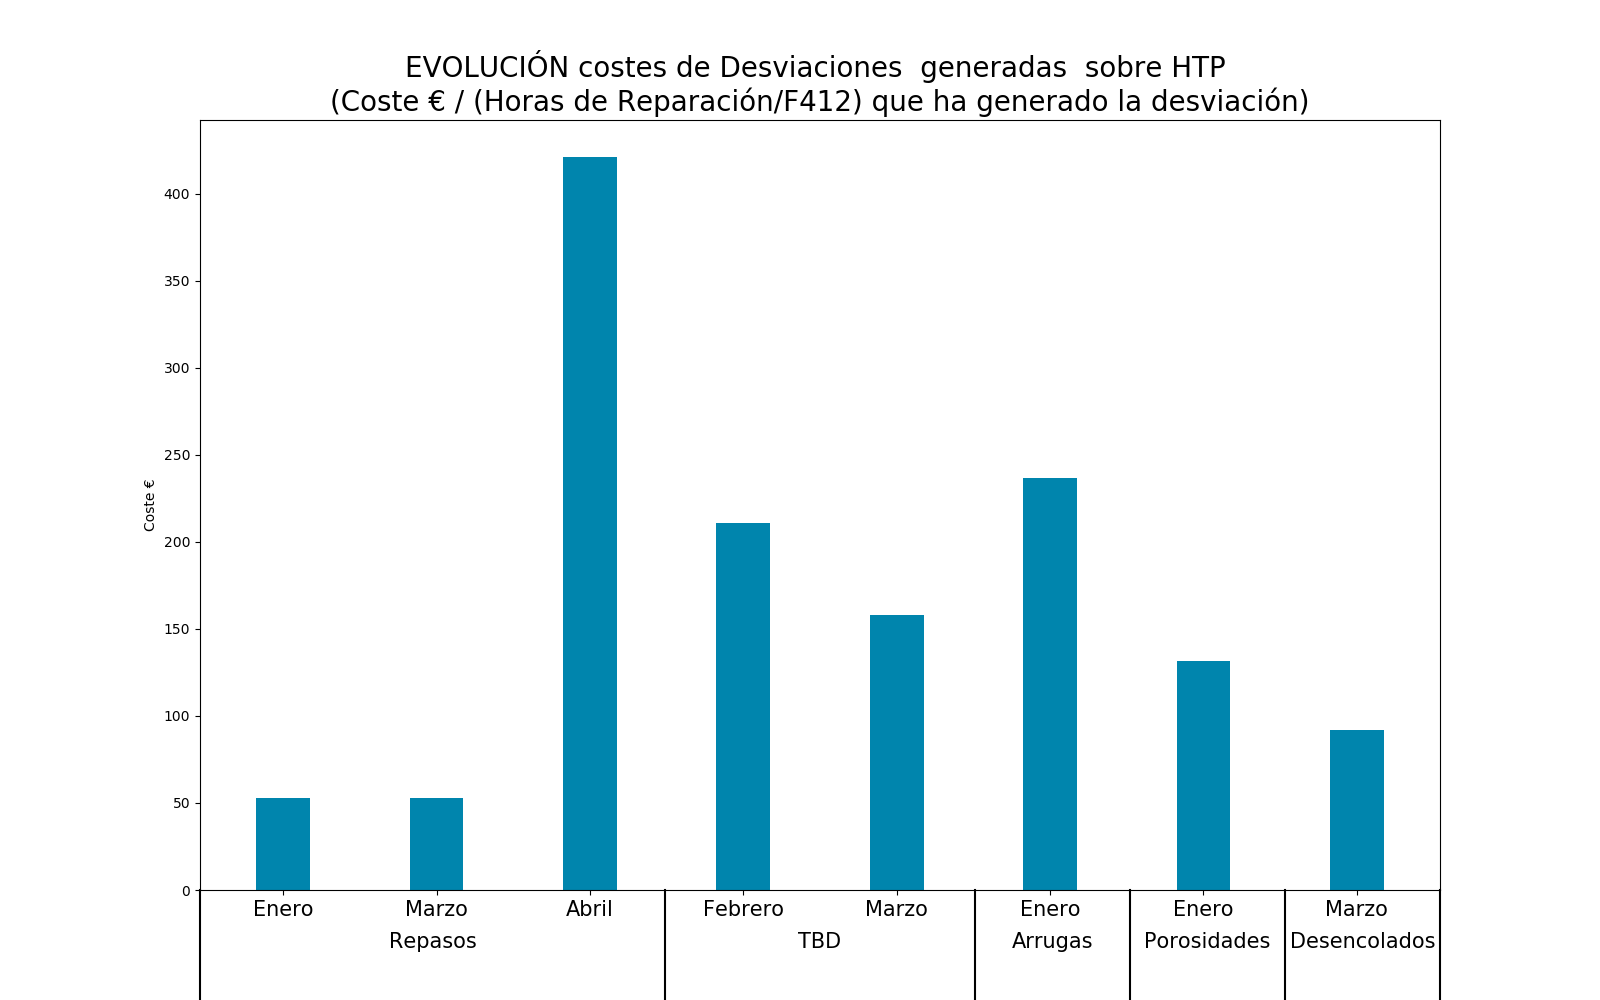 EVOLUCIÓN costes de Desviaciones  generadas  sobre HTP
(Coste € / (Horas de Reparación/F412) que ha generado la desviación)
400
350
300
250
200
150
100
50
0
Coste €
Enero Marzo Abril Febrero Marzo Enero Enero Marzo
Repasos TBD Arrugas Porosidades Desencolados